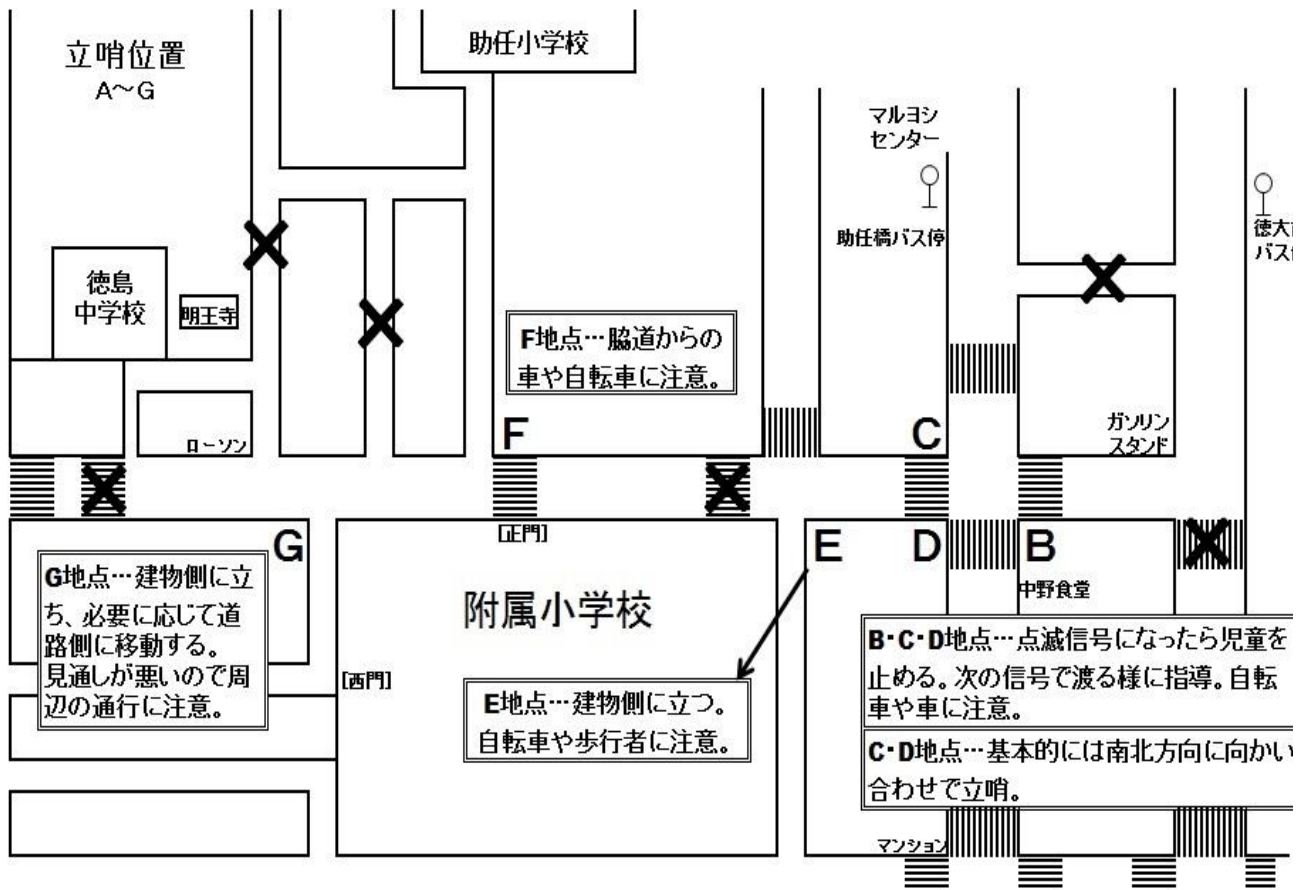 立哨位置
A～G
助任小学校
マルヨシ
センター
助任橋バス停
徳大前
バス停
徳島
中学校
明王寺
F地点…脇道からの
車や自転車に注意。
ローソン
F
C
ガソリン
スタンド
G
[正門]
E
D
B
中野食堂
G地点…建物側に立
ち、必要に応じて道
路側に移動する。
見通しが悪いので周
辺の通行に注意。
附属小学校
[西門]
E地点…建物側に立つ。
自転車や歩行者に注意。
B・C・D地点…点滅信号になったら児童を
止める。次の信号で渡る様に指導。自転
車や車に注意。
C・D地点…基本的には南北方向に向かい
合わせで立哨。
マンション